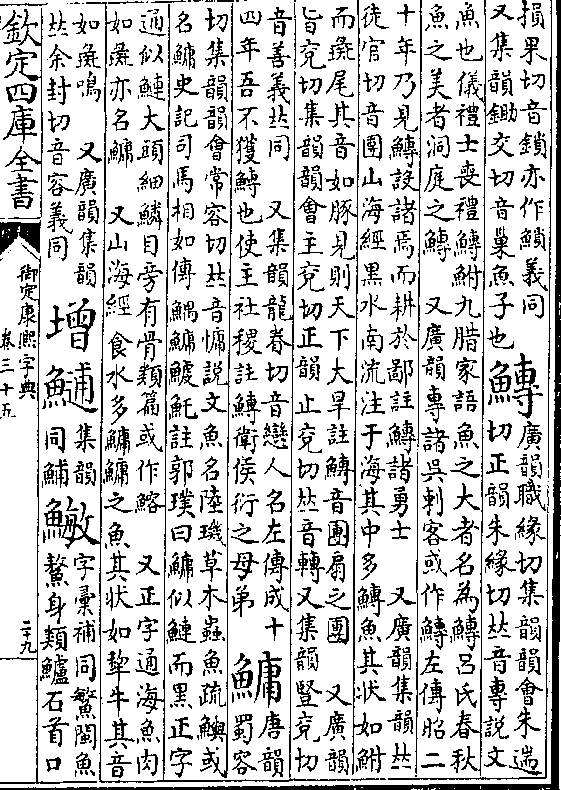 損果切音鎖亦作義同
又集韻鋤交切音巢魚子也
鱄
廣韻職緣切集韻韻會朱遄
切正韻朱緣切𠀤音專說文
魚也儀禮士喪禮鱄鮒九腊家語魚之大者名為鱄呂氏春秋
魚之美者洞庭之鱄 又廣韻專諸吳刺客或作鱄左傳昭二
十年乃見鱄設諸焉而耕於鄙註鱄諸勇士 又廣韻集韻𠀤
徒官切音團山海經黑水南流注于海其中多鱄魚其狀如鮒
而彘尾其音如豚見則天下大旱註鱄音團扇之團 又廣韻
旨兖切集韻韻會主兖切正韻止兖切𠀤音轉又集韻豎兖切
音善義𠀤同 又集韻龍眷切音戀人名左傳成十
四年吾不獲鱄也使主社稷註鱄衛侯衍之母弟
鱅
唐韻
蜀容
切集韻韻會常容切𠀤音慵說文魚名陸璣草木蟲魚疏鱮或
名鱅史記司馬相如傳鰅鱅鰬魠註郭璞曰鱅似鰱而黑正字
通似鰱大頭細鱗目旁有骨類篇或作鰫 又正字通海魚肉
如彘亦名鱅 又山海經食水多鱅鱅之魚其狀如犂牛其音
如彘鳴 又廣韻集韻
𠀤余封切音容義同
增
集韻
同鯆
字彙補同鰵閩魚
鰲身類鱸石首口
欽定四庫全書
御定康熙字典
卷三十五
二十九